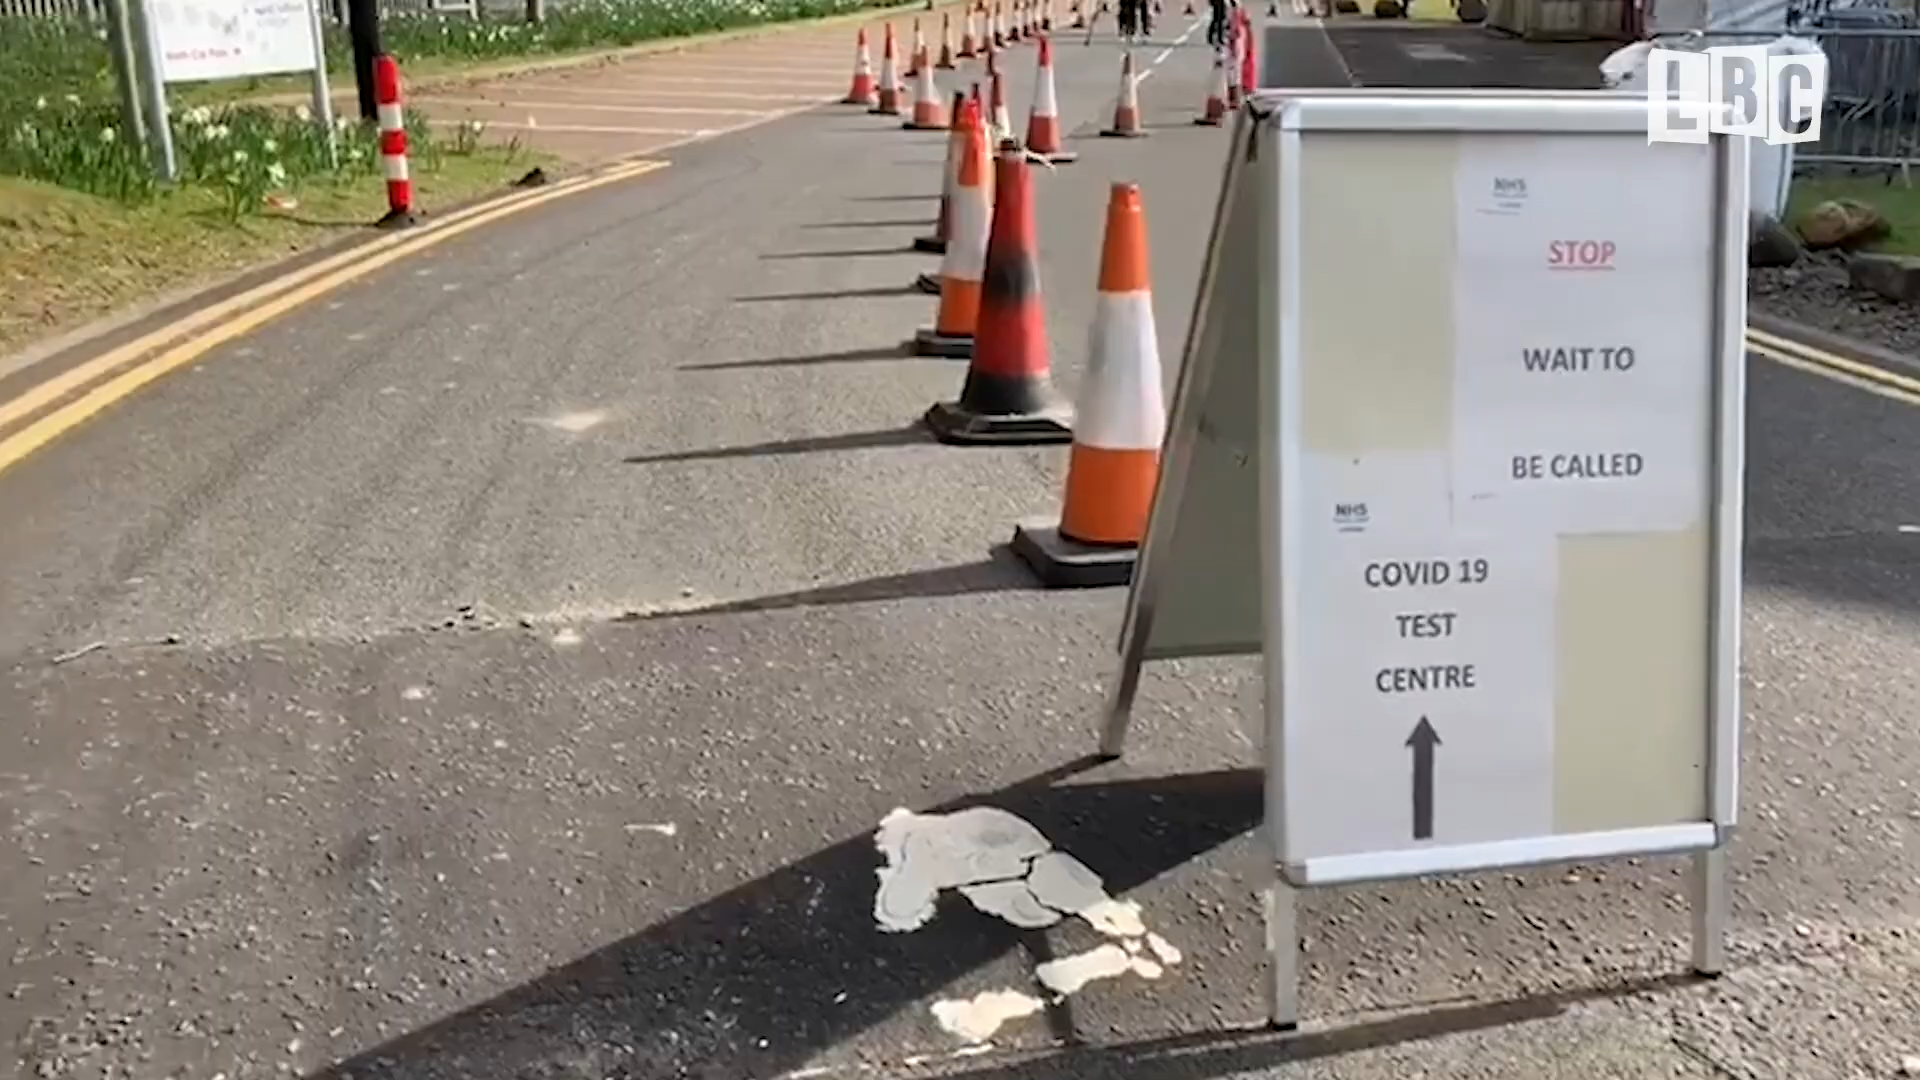 LBC
NHS
STOP
WAIT TO
BE CALLED
NHS
COVID 19
TEST
CENTRE